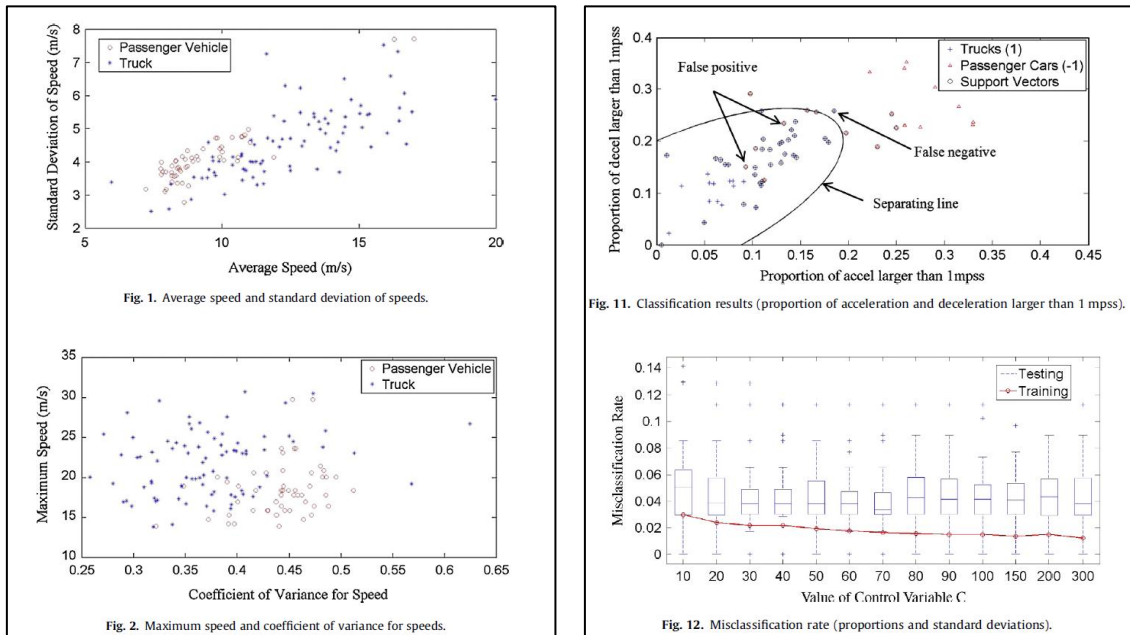 Standard Deviation of Speed (m/s)
8
7
6
5
4
3
2
Passenger Vehicle
Truck
5
10
15
20
Average Speed (m/s)
Fig. 1. Average speed and standard deviation of speeds.
Maximum Speed (m/s)
35
30
25
20
15
10
Passenger Vehicle
Truck
0.25
0.3
0.35
0.4
0.45
0.5
0.55
0.6
0.65
Coefficient of Variance for Speed
Fig. 2. Maximum speed and coefficient of variance for speeds.
Proportion of decel larger than 1mpss
0.4
0.3
0.2
0.1
0
False positive
Trucks (1)
Passenger Cars (-1)
Support Vectors
False negative
Separating line
0
0.05
0.1
0.15
0.2
0.25
0.3
0.35
0.4
0.45
Proportion of accel larger than 1mpss
Fig. 11. Classification results (proportion of acceleration and deceleration larger than 1 mpss).
Misclassification Rate
0.14
0.12
0.1
0.08
0.06
0.04
0.02
0
Testing
Training
10
20
30
40
50
60
70
80
90
100
150
200
300
Value of Control Variable C
Fig. 12. Misclassification rate (proportions and standard deviations).